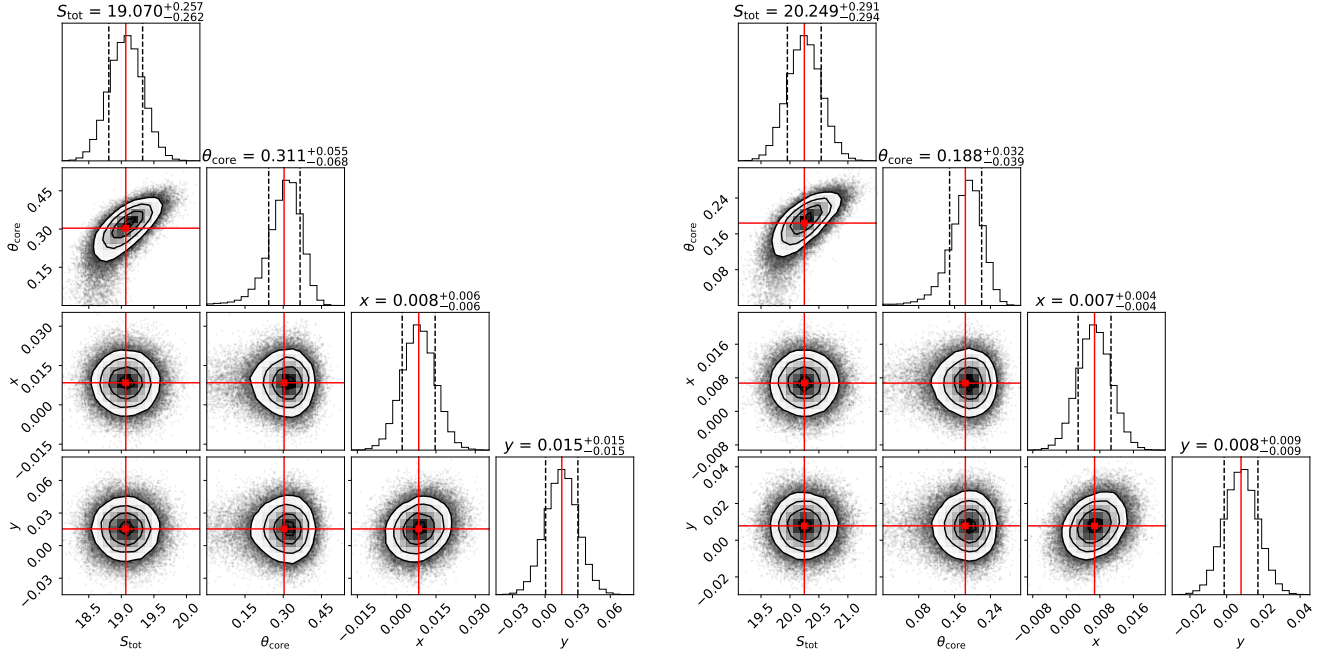 S_tot = 19.070^{+0.257}_{−0.262}
θ_core = 0.311^{+0.055}_{−0.068}
0.45
0.30
0.15
θ_core
x = 0.008^{+0.006}_{−0.006}
0.030
0.015
0.000
−0.015
x
y = 0.015^{+0.015}_{−0.015}
0.06
0.03
0.00
−0.03
y
18.5 19.0 19.5 20.0
S_tot
0.15 0.30 0.45
θ_core
−0.015 0.000 0.015 0.030
x
−0.03 0.00 0.03 0.06
y
S_tot = 20.249^{+0.291}_{−0.294}
θ_core = 0.188^{+0.032}_{−0.039}
0.24
0.16
0.08
θ_core
x = 0.007^{+0.004}_{−0.004}
0.016
0.008
0.000
−0.008
x
y = 0.008^{+0.009}_{−0.009}
0.04
0.02
0.00
−0.02
y
19.5 20.0 20.5 21.0
S_tot
0.08 0.16 0.24
θ_core
−0.008 −0.000 0.008 0.016
x
−0.02 0.00 0.02 0.04
y